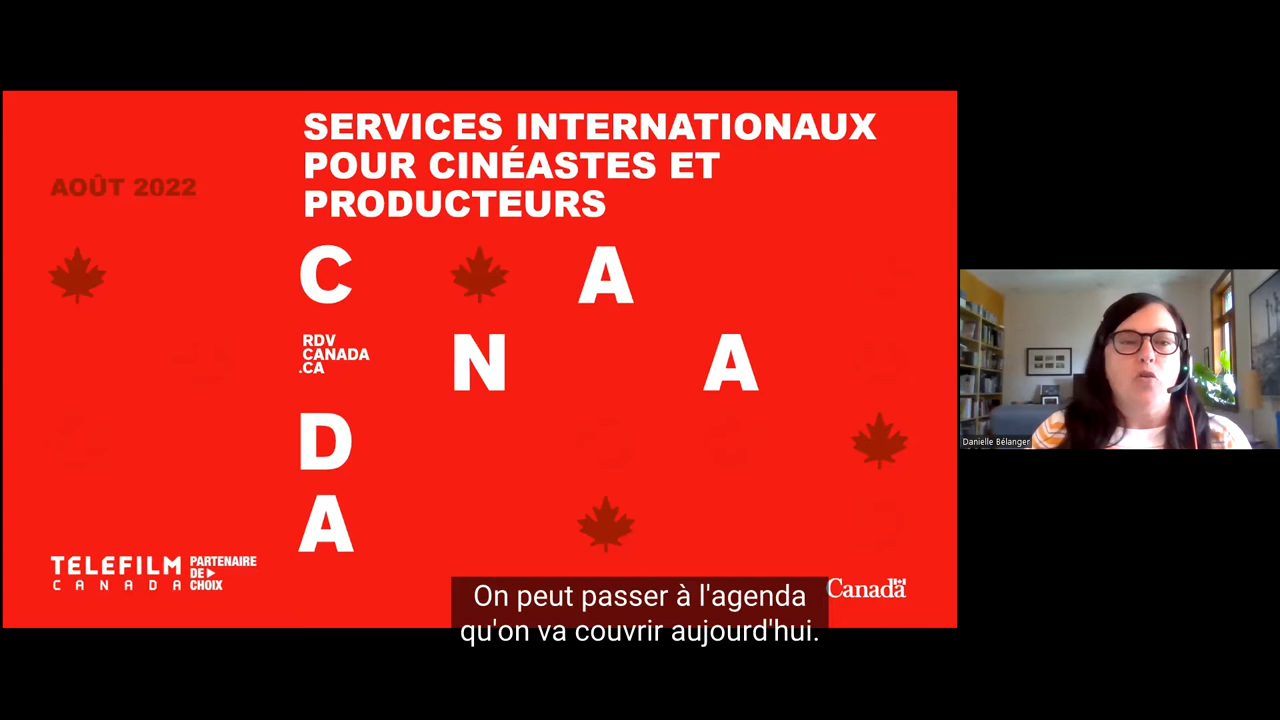 SERVICES INTERNATIONAUX
POUR CINÉASTES ET
PRODUCTEURS
AOÛT 2022
C A
RDV
CANADA
.CA
N A
D
A
TELEFILM
CANADA
PARTENAIRE
DE
CHOIX
Canada
On peut passer à l'agenda
qu'on va couvrir aujourd'hui.
Danielle Bélanger